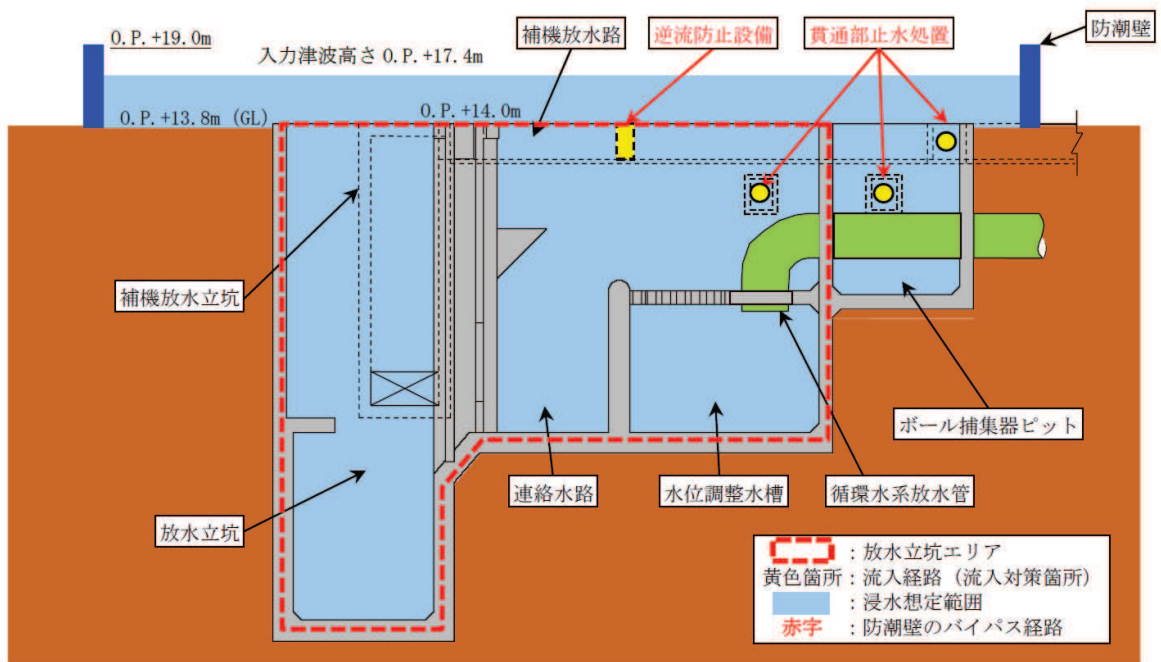 O.P.+19.0m
補機放水路
逆流防止設備
貫通部止水処置
防潮壁
入力津波高さ O.P.+17.4m
O.P.+13.8m (GL)
O.P.+14.0m
補機放水立坑
ボール捕集器ピット
放水立坑
連絡水路
水位調整水槽
循環水系放水管
：放水立坑エリア
黄色箇所：流入経路（流入対策箇所）
：浸水想定範囲
赤字：防潮壁のバイパス経路